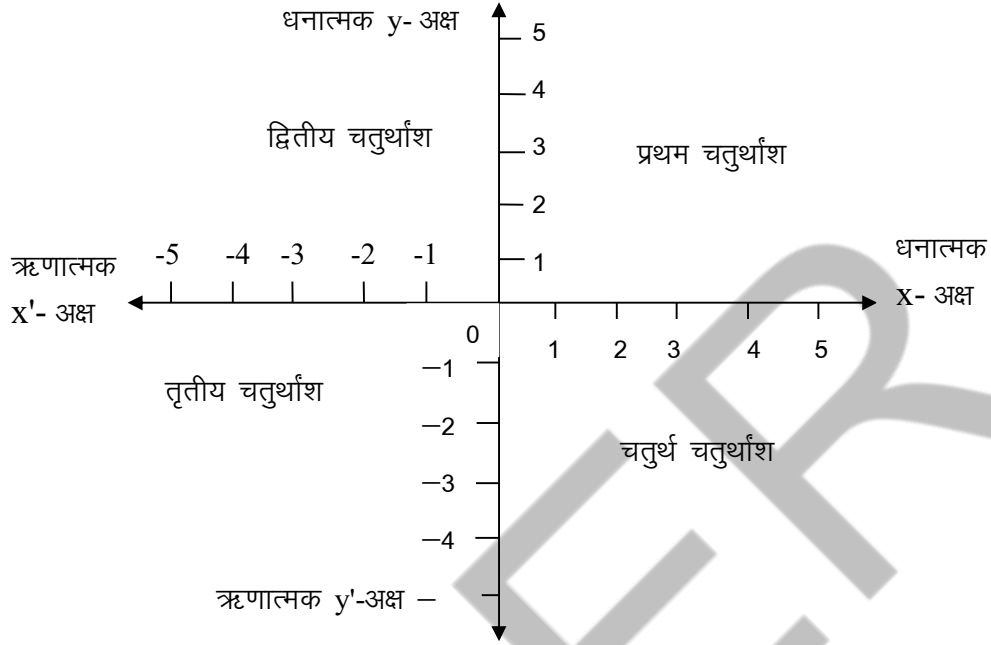 धनात्मक y- अक्ष
5
4
द्वितीय चतुर्थांश
3
प्रथम चतुर्थांश
2
ऋणात्मक
x'- अक्ष
-5 -4 -3 -2 -1
1
धनात्मक
x- अक्ष
0
1 2 3 4 5
–1
तृतीय चतुर्थांश
–2
चतुर्थ चतुर्थांश
–3
–4
ऋणात्मक y'-अक्ष –
ER